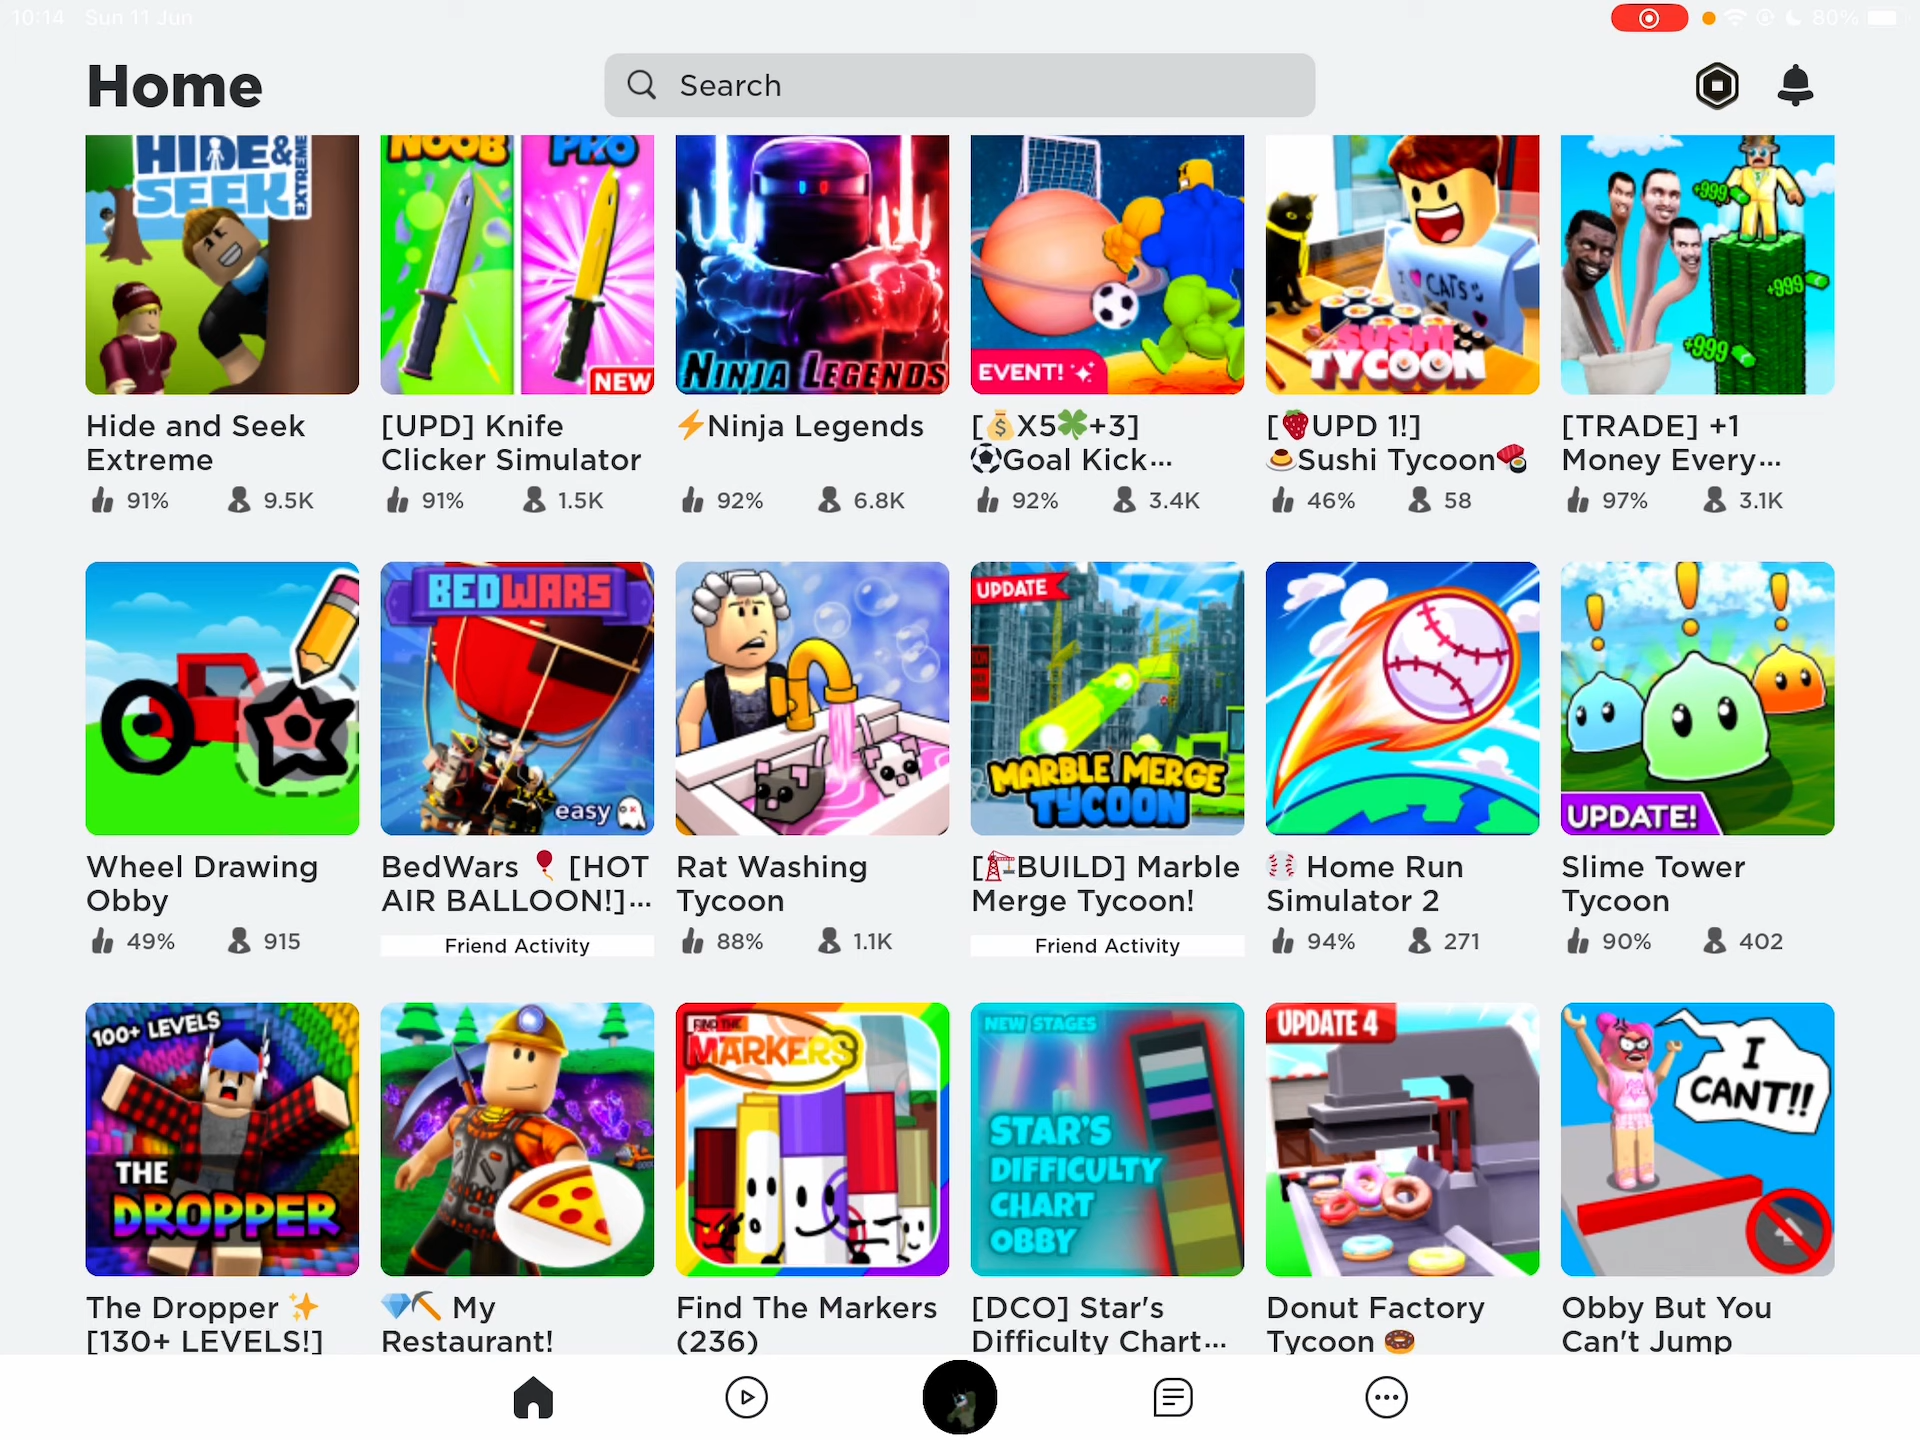 10:14 Sun 11 Jun 80%
Home
Search
HIDE&
SEEK
EXTREME
NOOB PRO
NEW
NINJA LEGENDS
EVENT!
I ❤ CATS
SUSHI
TYCOON
+999
+999
+999
Hide and Seek
Extreme
91% 9.5K
[UPD] Knife
Clicker Simulator
91% 1.5K
⚡Ninja Legends
92% 6.8K
[💰X5🍀+3]
⚽Goal Kick...
92% 3.4K
[🍓UPD 1!]
🍮Sushi Tycoon🍣
46% 58
[TRADE] +1
Money Every...
97% 3.1K
BEDWARS
easy
UPDATE
MARBLE MERGE
TYCOON
UPDATE!
Wheel Drawing
Obby
49% 915
BedWars 🎈 [HOT
AIR BALLOON!]...
Friend Activity
Rat Washing
Tycoon
88% 1.1K
[🏗BUILD] Marble
Merge Tycoon!
Friend Activity
⚾ Home Run
Simulator 2
94% 271
Slime Tower
Tycoon
90% 402
100+ LEVELS
THE
DROPPER
FIND THE
MARKERS
NEW STAGES
STAR'S
DIFFICULTY
CHART
OBBY
UPDATE 4
I
CANT!!
The Dropper ✨
[130+ LEVELS!]
💎⛏ My
Restaurant!
Find The Markers
(236)
[DCO] Star's
Difficulty Chart...
Donut Factory
Tycoon 🍩
Obby But You
Can't Jump